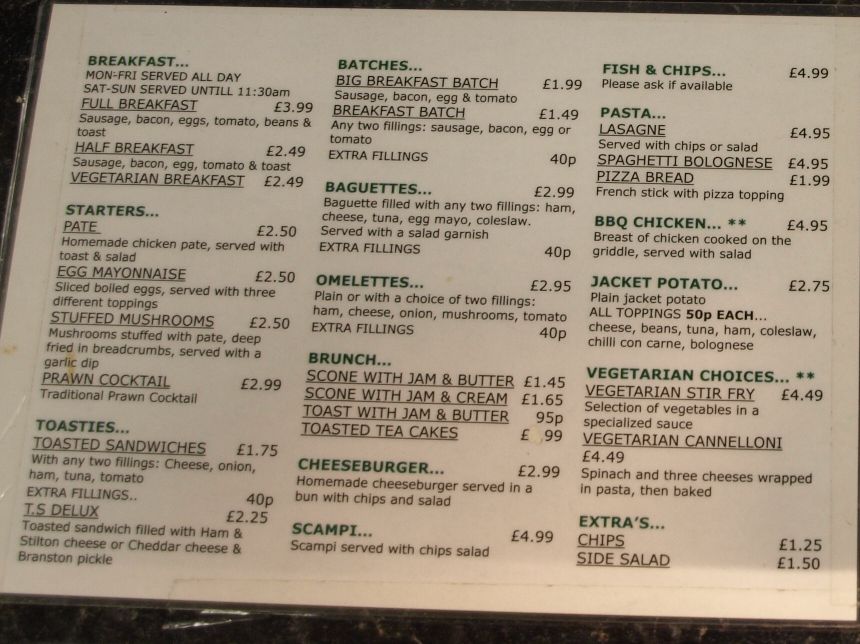 BREAKFAST...
MON-FRI SERVED ALL DAY
SAT-SUN SERVED UNTILL 11:30am
FULL BREAKFAST £3.99
Sausage, bacon, eggs, tomato, beans &
toast
HALF BREAKFAST £2.49
Sausage, bacon, egg, tomato & toast
VEGETARIAN BREAKFAST £2.49
STARTERS...
PATE £2.50
Homemade chicken pate, served with
toast & salad
EGG MAYONNAISE £2.50
Sliced boiled eggs, served with three
different toppings
STUFFED MUSHROOMS £2.50
Mushrooms stuffed with pate, deep
fried in breadcrumbs, served with a
garlic dip
PRAWN COCKTAIL £2.99
Traditional Prawn Cocktail
TOASTIES...
TOASTED SANDWICHES £1.75
With any two fillings: Cheese, onion,
ham, tuna, tomato
EXTRA FILLINGS.. 40p
T.S DELUX £2.25
Toasted sandwich filled with Ham &
Stilton cheese or Cheddar cheese &
Branston pickle
BATCHES...
BIG BREAKFAST BATCH £1.99
Sausage, bacon, egg & tomato
BREAKFAST BATCH £1.49
Any two fillings: sausage, bacon, egg or
tomato
EXTRA FILLINGS 40p
BAGUETTES... £2.99
Baguette filled with any two fillings: ham,
cheese, tuna, egg mayo, coleslaw.
Served with a salad garnish
EXTRA FILLINGS 40p
OMELETTES... £2.95
Plain or with a choice of two fillings:
ham, cheese, onion, mushrooms, tomato
EXTRA FILLINGS 40p
BRUNCH...
SCONE WITH JAM & BUTTER £1.45
SCONE WITH JAM & CREAM £1.65
TOAST WITH JAM & BUTTER 95p
TOASTED TEA CAKES £ .99
CHEESEBURGER... £2.99
Homemade cheeseburger served in a
bun with chips and salad
SCAMPI... £4.99
Scampi served with chips salad
FISH & CHIPS... £4.99
Please ask if available
PASTA...
LASAGNE £4.95
Served with chips or salad
SPAGHETTI BOLOGNESE £4.95
PIZZA BREAD £1.99
French stick with pizza topping
BBQ CHICKEN... ** £4.95
Breast of chicken cooked on the
griddle, served with salad
JACKET POTATO... £2.75
Plain jacket potato
ALL TOPPINGS 50p EACH...
cheese, beans, tuna, ham, coleslaw,
chilli con carne, bolognese
VEGETARIAN CHOICES... **
VEGETARIAN STIR FRY £4.49
Selection of vegetables in a
specialized sauce
VEGETARIAN CANNELLONI
£4.49
Spinach and three cheeses wrapped
in pasta, then baked
EXTRA'S...
CHIPS £1.25
SIDE SALAD £1.50